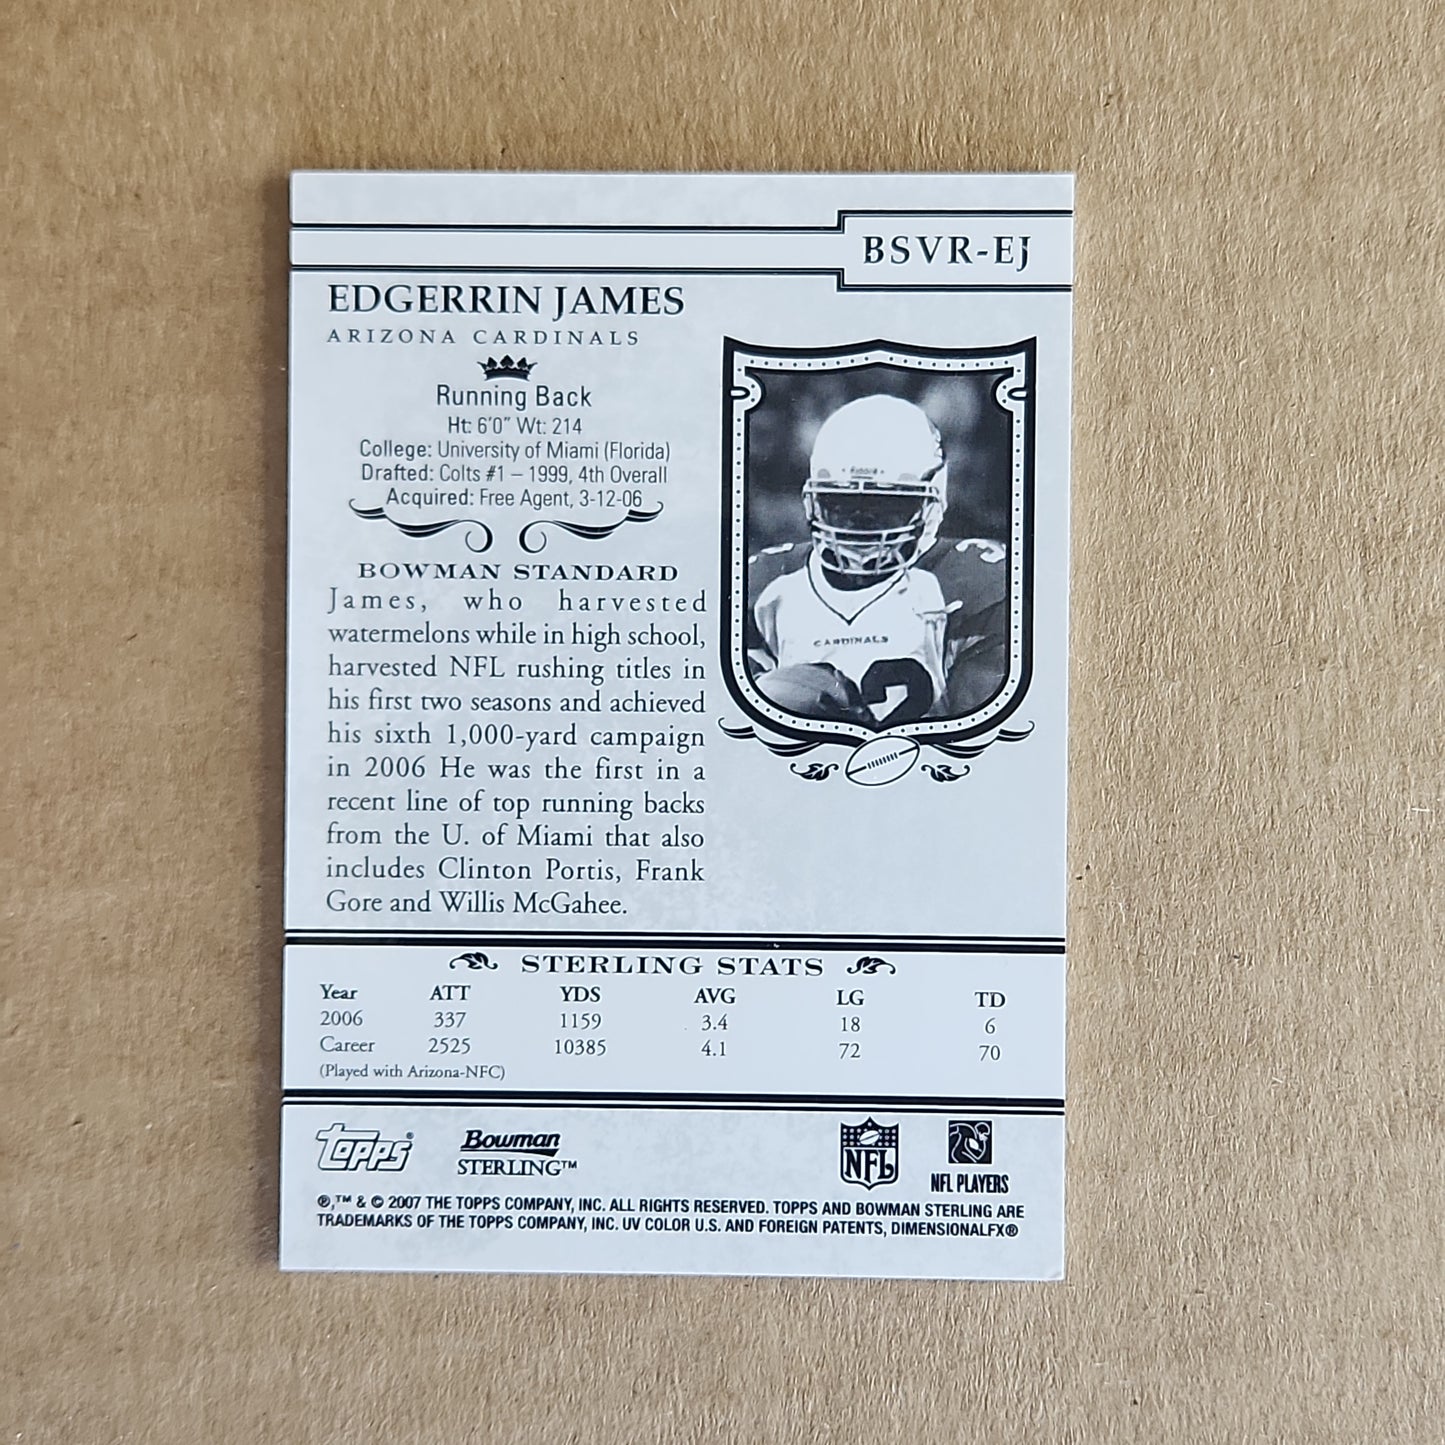 BSVR-EJ
EDGERRIN JAMES
ARIZONA CARDINALS
Running Back
Ht: 6'0" Wt: 214
College: University of Miami (Florida)
Drafted: Colts #1 – 1999, 4th Overall
Acquired: Free Agent, 3-12-06
BOWMAN STANDARD
James, who harvested
watermelons while in high school,
harvested NFL rushing titles in
his first two seasons and achieved
his sixth 1,000-yard campaign
in 2006 He was the first in a
recent line of top running backs
from the U. of Miami that also
includes Clinton Portis, Frank
Gore and Willis McGahee.
Riddell
CARDINALS
STERLING STATS
Year ATT YDS AVG LG TD
2006 337 1159 3.4 18 6
Career 2525 10385 4.1 72 70
(Played with Arizona-NFC)
Topps®
Bowman
STERLING™
NFL
NFL PLAYERS
®,™ & © 2007 THE TOPPS COMPANY, INC. ALL RIGHTS RESERVED. TOPPS AND BOWMAN STERLING ARE
TRADEMARKS OF THE TOPPS COMPANY, INC. UV COLOR U.S. AND FOREIGN PATENTS, DIMENSIONALFX®